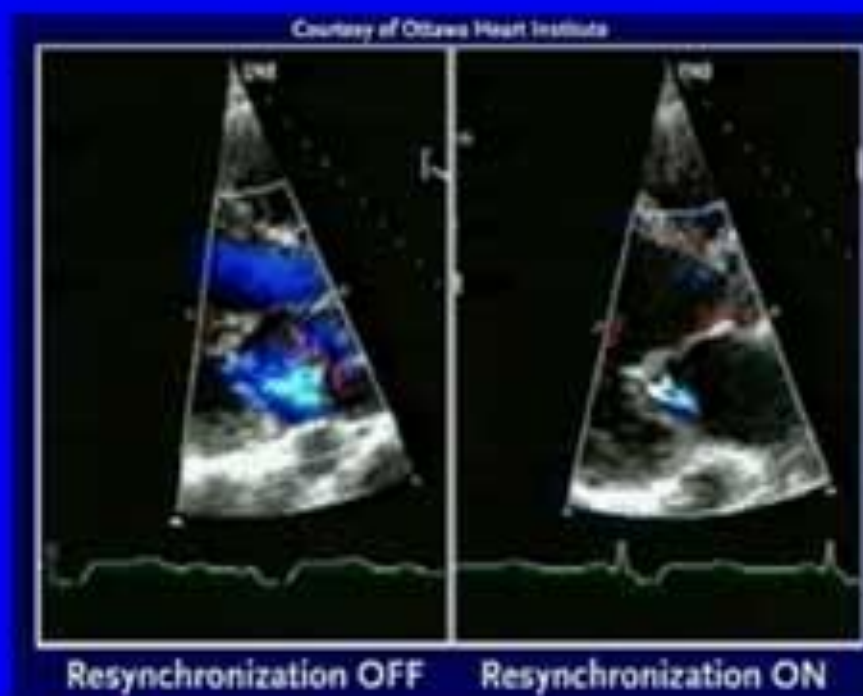 Courtesy of Ottawa Heart Institute
Resynchronization OFF
Resynchronization ON